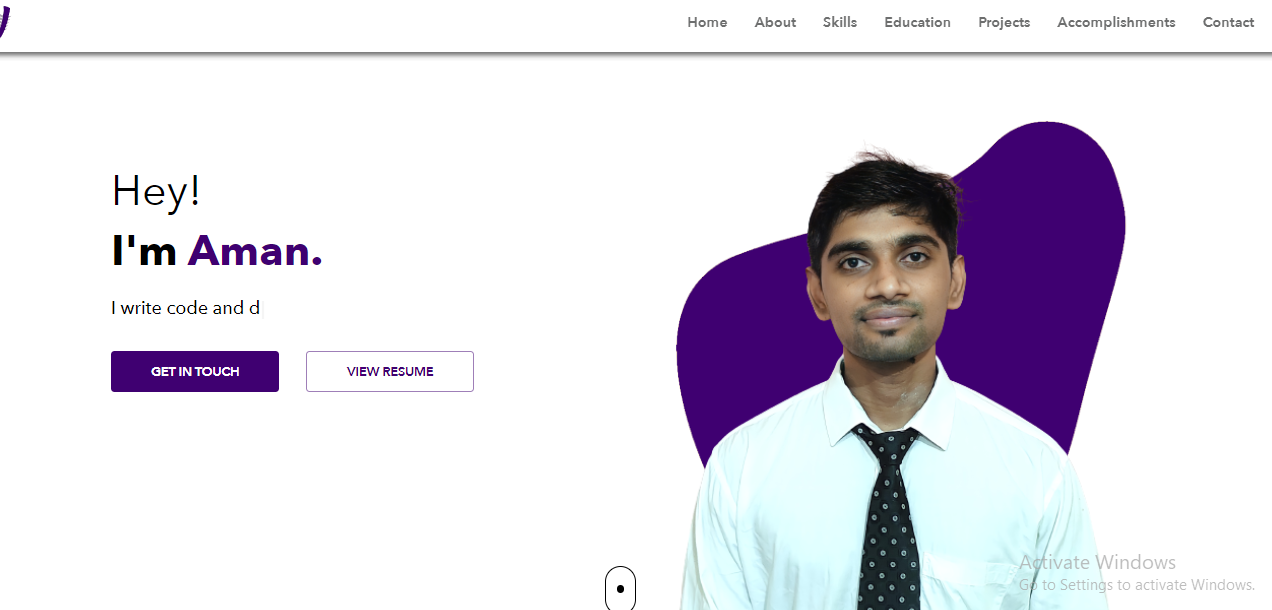 Home About Skills Education Projects Accomplishments Contact
Hey!
I'm Aman.
I write code and d
GET IN TOUCH VIEW RESUME
Activate Windows
Go to Settings to activate Windows.